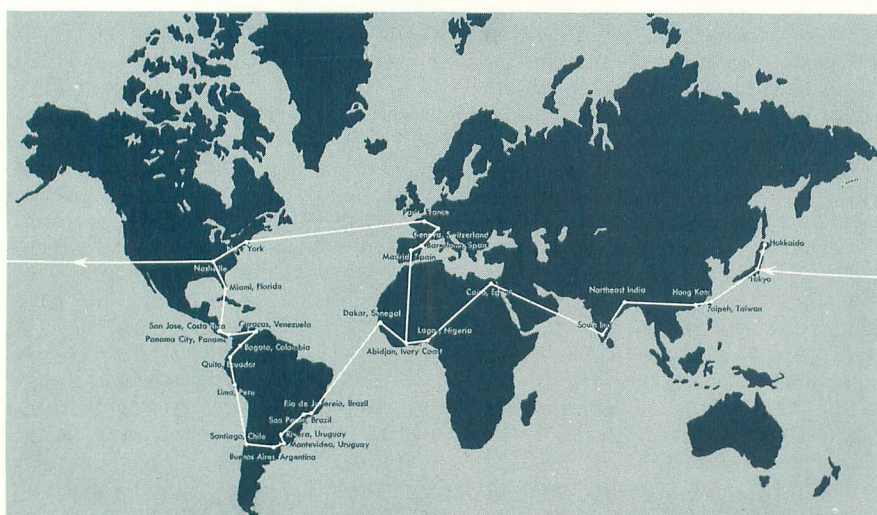 Paris, France
Geneva, Switzerland
Barcelona, Spain
Madrid, Spain
New York
Nashville
Miami, Florida
Hokkaido
Tokyo
Northeast India
Hong Kong
Taipeh, Taiwan
South India
Cairo, Egypt
Dakar, Senegal
Lagos, Nigeria
Abidjan, Ivory Coast
San Jose, Costa Rica
Caracas, Venezuela
Panama City, Panama
Bogota, Colombia
Quito, Ecuador
Lima, Peru
Rio de Janerein, Brazil
Sao Paulo, Brazil
Santiago, Chile
Rivera, Uruguay
Montevideo, Uruguay
Buenos Aires, Argentina